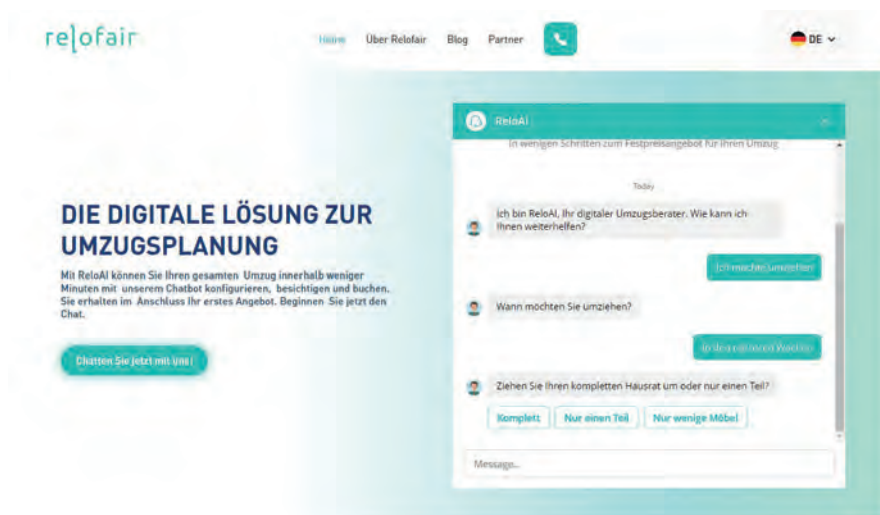 relofair
Home Über Relofair Blog Partner
DE
ReloAI
In wenigen Schritten zum Festpreisangebot für Ihren Umzug
Today
Ich bin ReloAI, Ihr digitaler Umzugsberater. Wie kann ich
Ihnen weiterhelfen?
Ich möchte umziehen
Wann möchten Sie umziehen?
In den nächsten Wochen
Ziehen Sie Ihren kompletten Hausrat um oder nur einen Teil?
Komplett Nur einen Teil Nur wenige Möbel
Message..
DIE DIGITALE LÖSUNG ZUR
UMZUGSPLANUNG
Mit ReloAI können Sie Ihren gesamten Umzug innerhalb weniger
Minuten mit unserem Chatbot konfigurieren, besichtigen und buchen.
Sie erhalten im Anschluss Ihr erstes Angebot. Beginnen Sie jetzt den
Chat.
Chatten Sie jetzt mit uns!